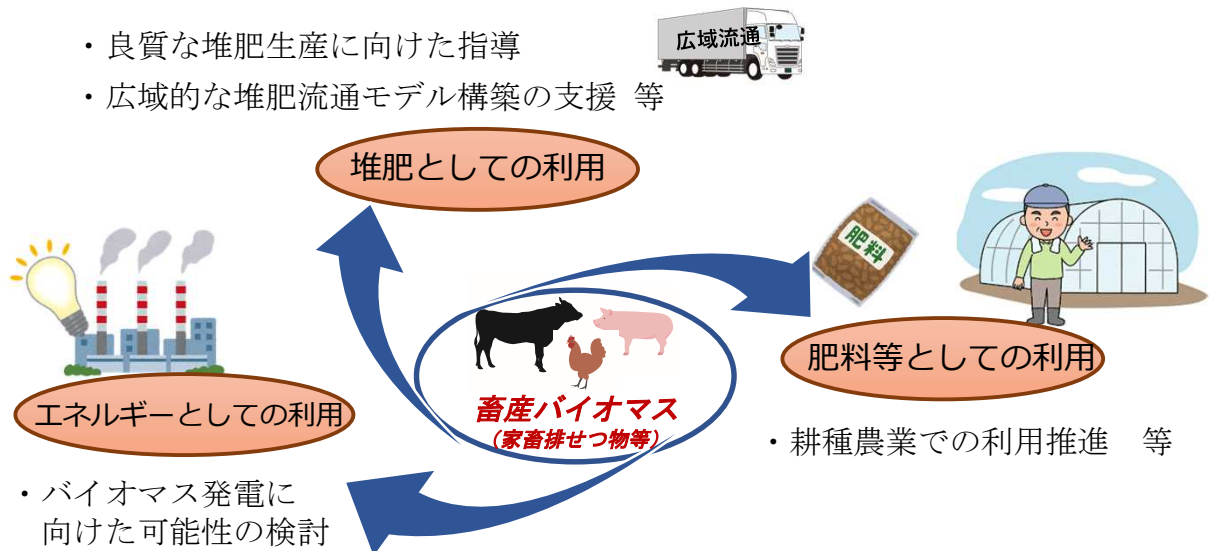 ・良質な堆肥生産に向けた指導
・広域的な堆肥流通モデル構築の支援 等
広域流通
堆肥としての利用
肥料
肥料等としての利用
・耕種農業での利用推進　等
畜産バイオマス
（家畜排せつ物等）
エネルギーとしての利用
・バイオマス発電に
向けた可能性の検討